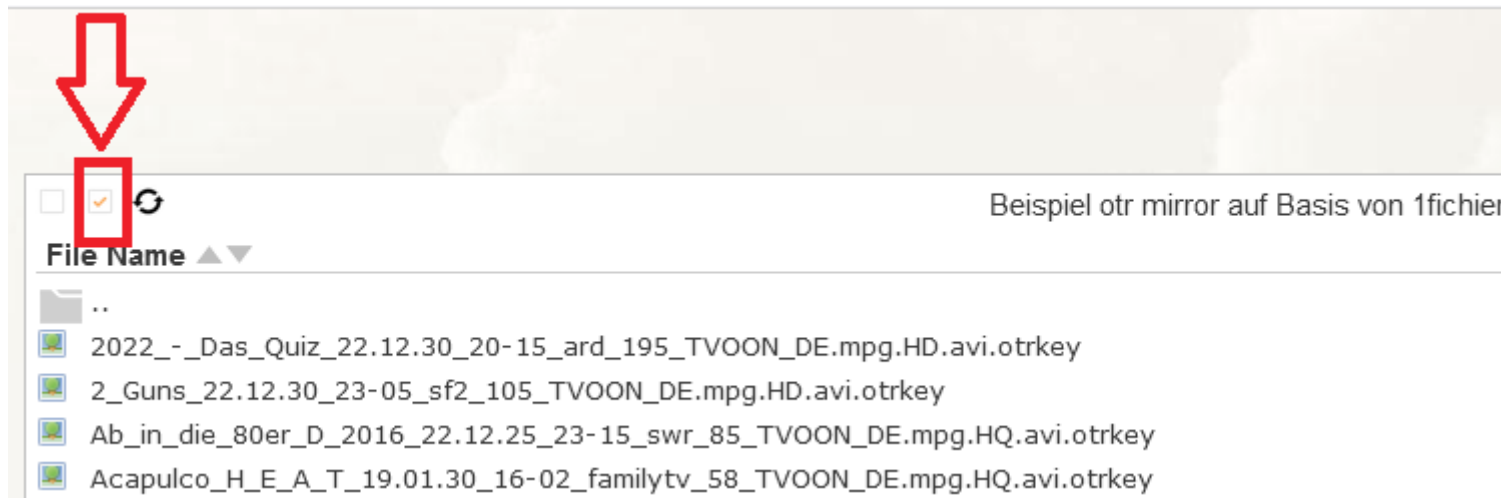 Beispiel otr mirror auf Basis von 1fichier
File Name
..
2022_-_Das_Quiz_22.12.30_20-15_ard_195_TVOON_DE.mpg.HD.avi.otrkey
2_Guns_22.12.30_23-05_sf2_105_TVOON_DE.mpg.HD.avi.otrkey
Ab_in_die_80er_D_2016_22.12.25_23-15_swr_85_TVOON_DE.mpg.HQ.avi.otrkey
Acapulco_H_E_A_T_19.01.30_16-02_familytv_58_TVOON_DE.mpg.HQ.avi.otrkey